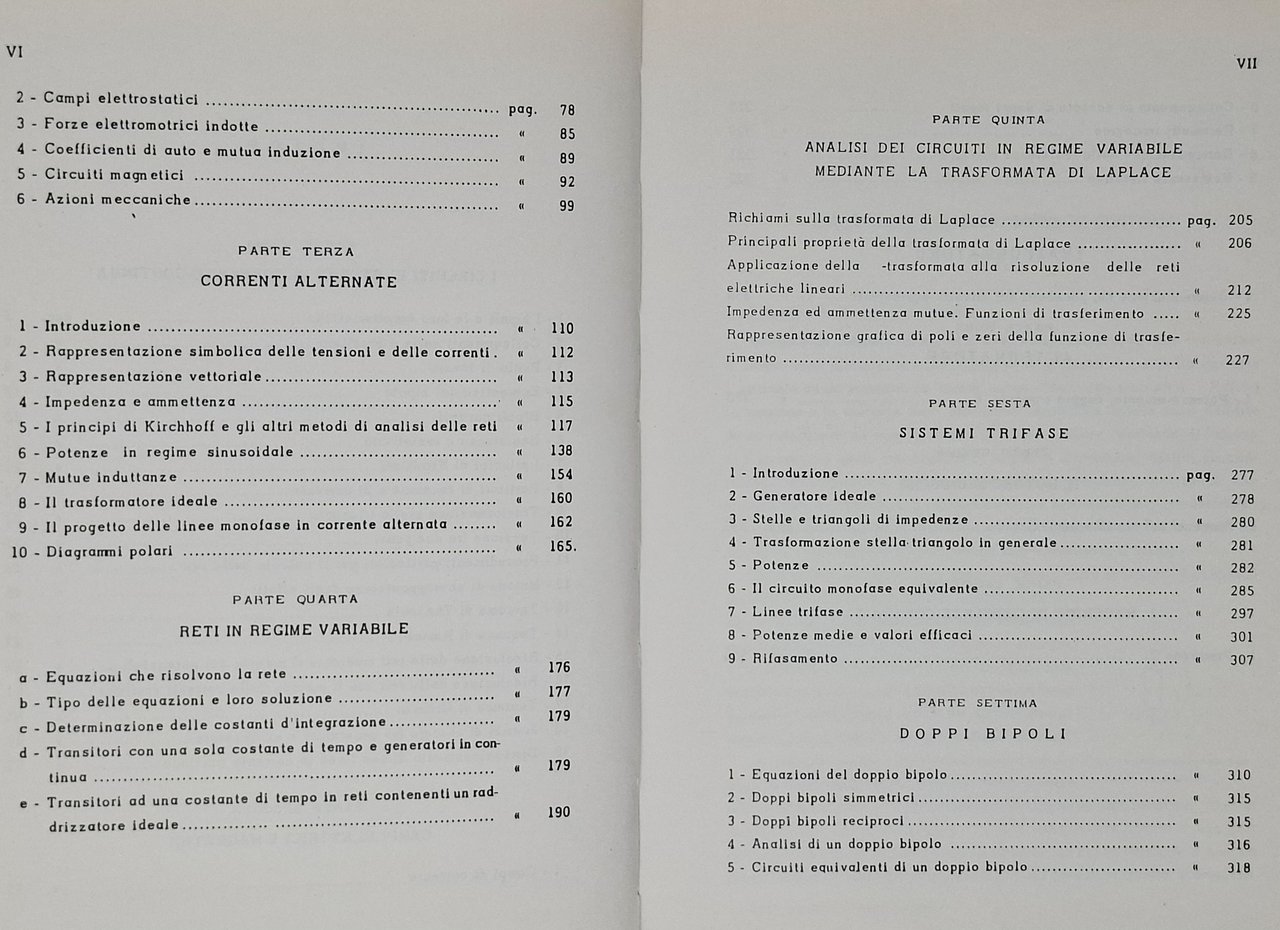 VI
2 - Campi elettrostatici ........ pag. 78
3 - Forze elettromotrici indotte ........ « 85
4 - Coefficienti di auto e mutua induzione ........ « 89
5 - Circuiti magnetici ........ « 92
6 - Azioni meccaniche ........ « 99
PARTE TERZA
CORRENTI ALTERNATE
1 - Introduzione ........ « 110
2 - Rappresentazione simbolica delle tensioni e delle correti . « 112
3 - Rappresentazione vettoriale ........ « 113
4 - Impedenza e ammettenza ........ « 115
5 - I principi di Kirchhoff e gli altri metodi di analisi delle reti « 117
6 - Potenze in regime sinusoidale ........ « 138
7 - Mutue induttanze ........ « 154
8 - Il trasformatore ideale ........ « 160
9 - Il progetto delle linee monofase in corrente alternata ........ « 162
10 - Diagrammi polari ........ « 165.
PARTE QUARTA
RETI IN REGIME VARIABILE
a - Equazioni che risolvono la rete ........ « 176
b - Tipo delle equazioni e loro soluzione ........ « 177
c - Determinazione delle costanti d'integrazione ........ « 179
d - Transitori con una sola costante di tempo e generatori in con-
tinua ........ « 179
e - Transitori ad una costante di tempo in reti contenenti un rad-
drizzatore ideale ........ « 190
VII
PARTE QUINTA
ANALISI DEI CIRCUITI IN REGIME VARIABILE
MEDIANTE LA TRASFORMATA DI LAPLACE
Richiami sulla trasformata di Laplace ........ pag. 205
Principali proprietà della trasformata di Laplace ........ « 206
Applicazione della -trasformata alla risoluzione delle reti
elettriche lineari ........ « 212
Impedenza ed ammettenza mutue. Funzioni di trasferimento ..... « 225
Rappresentazione grafica di poli e zeri della funzione di trasfe-
rimento ........ « 227
PARTE SESTA
SISTEMI TRIFASE
1 - Introduzione ........ pag. 277
2 - Generatore ideale ........ « 278
3 - Stelle e triangoli di impedenze ........ « 280
4 - Trasformazione stella-triangolo in generale ........ « 281
5 - Potenze ........ « 282
6 - Il circuito monofase equivalente ........ « 285
7 - Linee trifase ........ « 297
8 - Potenze medie e valori efficaci ........ « 301
9 - Rifasamento ........ « 307
PARTE SETTIMA
DOPPI BIPOLI
1 - Equazioni del doppio bipolo ........ « 310
2 - Doppi bipoli simmetrici ........ « 315
3 - Doppi bipoli reciproci ........ « 315
4 - Analisi di un doppio bipolo ........ « 316
5 - Circuiti equivalenti di un doppio bipolo ........ « 318